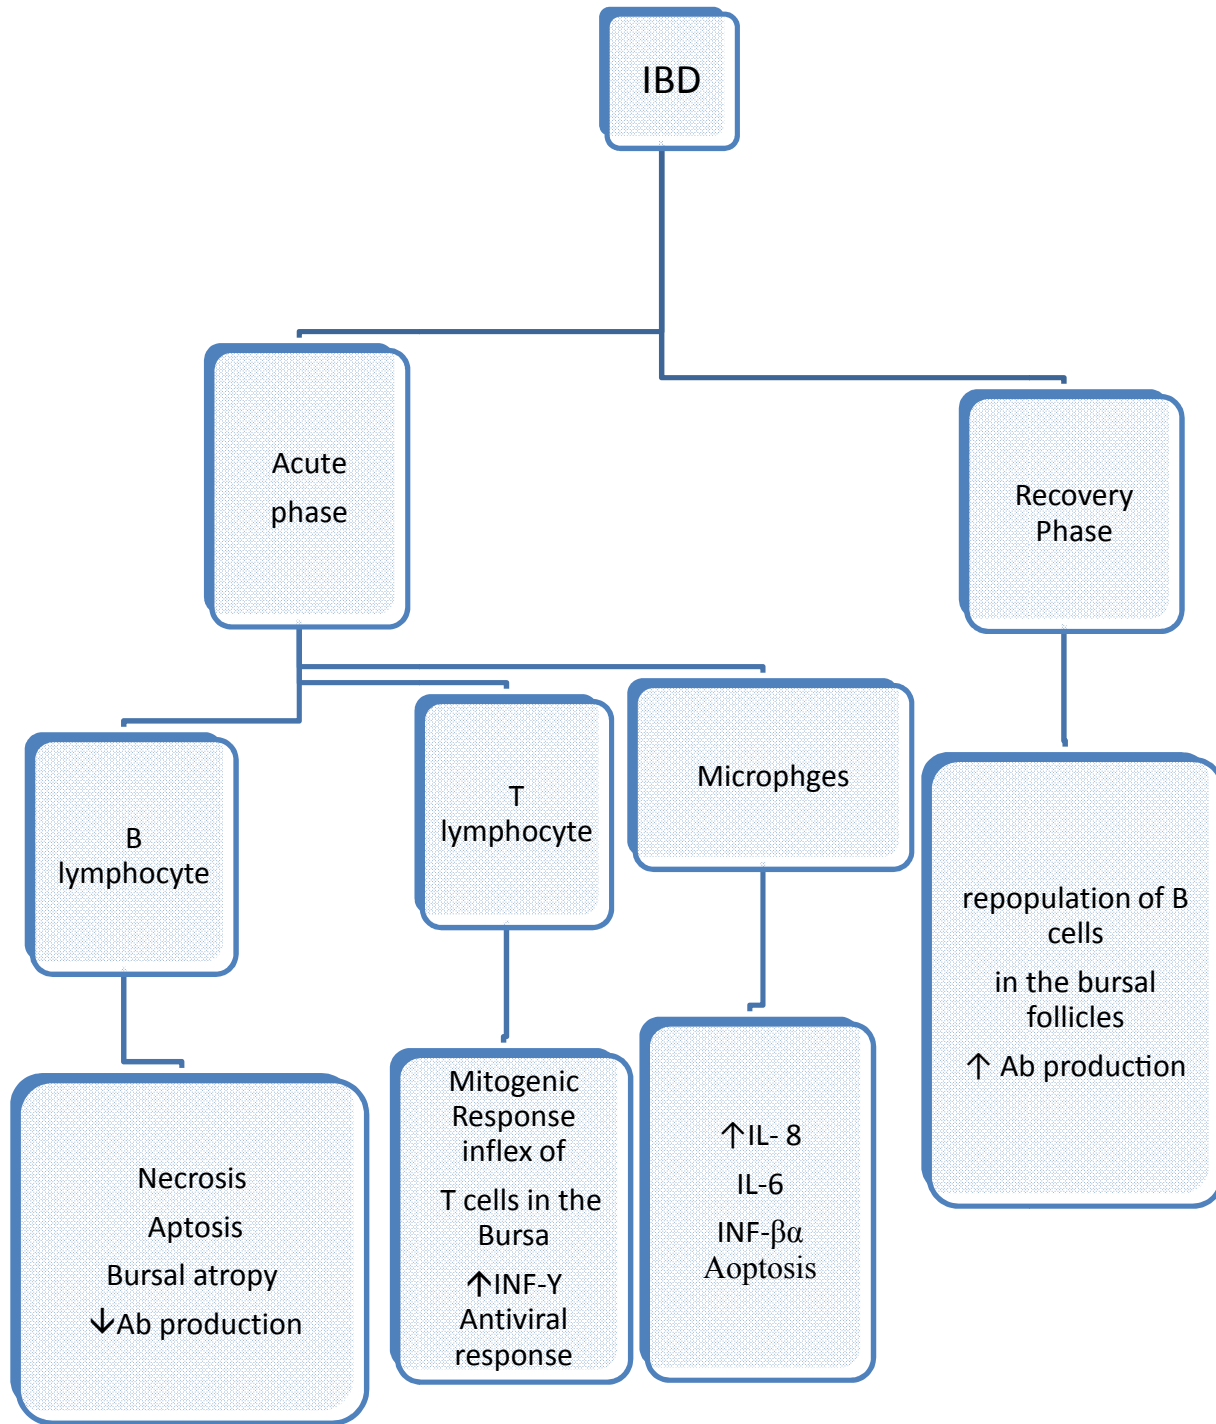 IBD
Acute
phase
Recovery
Phase
B
lymphocyte
T
lymphocyte
Microphges
Necrosis
Aptosis
Bursal atropy
↓Ab production
Mitogenic
Response
inflex of
T cells in the
Bursa
↑INF-Y
Antiviral
response
↑IL- 8
IL-6
INF-βα
Aoptosis
repopulation of B
cells
in the bursal
follicles
↑ Ab production